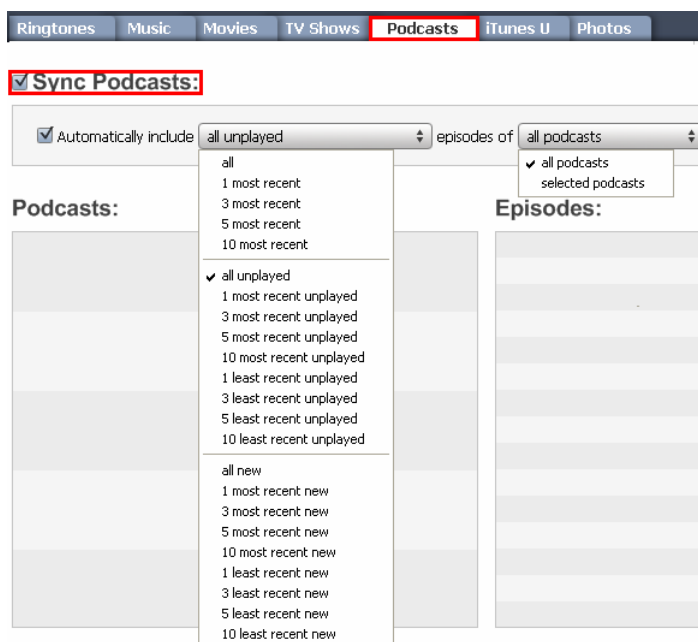 Ringtones Music Movies TV Shows Podcasts iTunes U Photos
Sync Podcasts:
Automatically include all unplayed episodes of all podcasts
all
1 most recent
3 most recent
5 most recent
10 most recent
all unplayed
1 most recent unplayed
3 most recent unplayed
5 most recent unplayed
10 most recent unplayed
1 least recent unplayed
3 least recent unplayed
5 least recent unplayed
10 least recent unplayed
all new
1 most recent new
3 most recent new
5 most recent new
10 most recent new
1 least recent new
3 least recent new
5 least recent new
10 least recent new
all podcasts
selected podcasts
Podcasts:
Episodes: